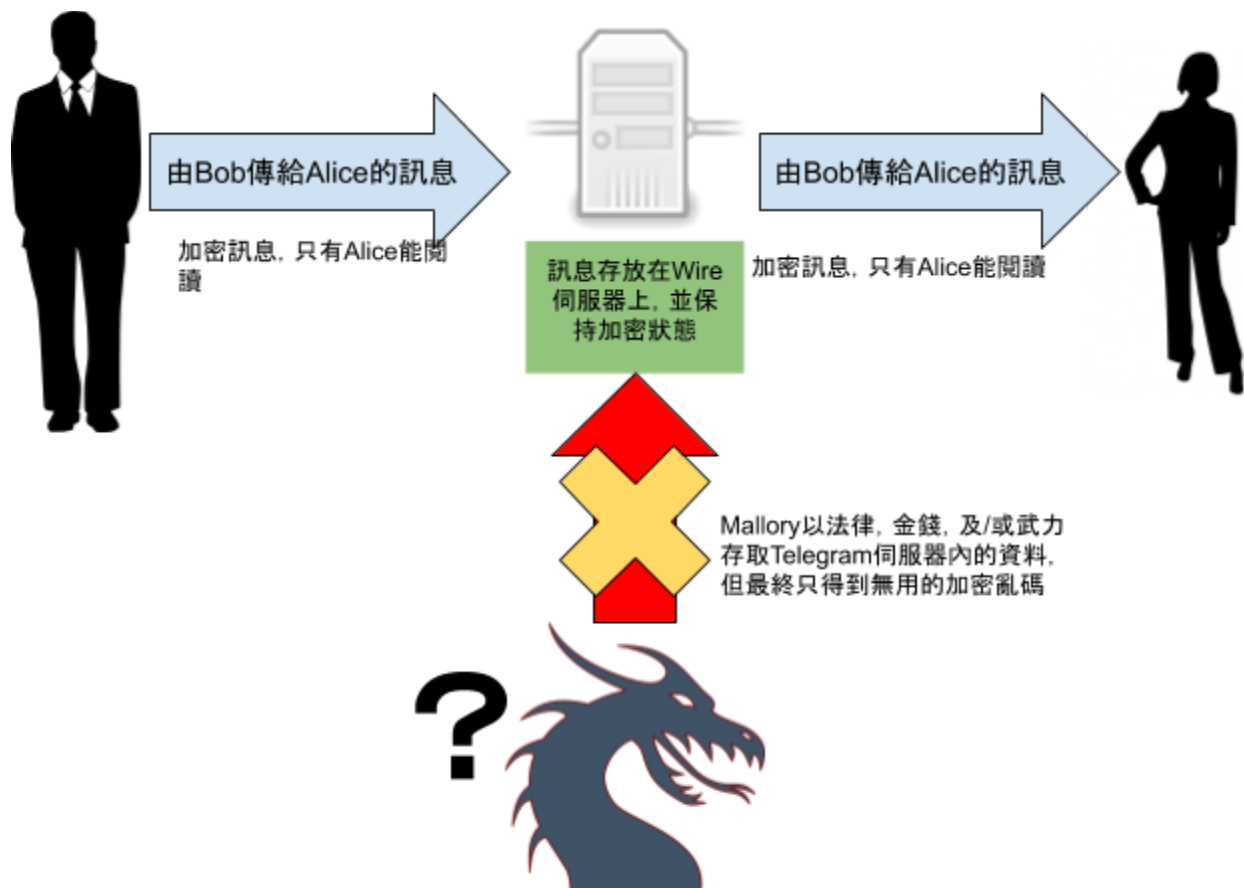 由Bob傳給Alice的訊息
加密訊息, 只有Alice能閱
讀
訊息存放在Wire
伺服器上, 並保
持加密狀態
由Bob傳給Alice的訊息
加密訊息, 只有Alice能閱讀
Mallory以法律, 金錢, 及/或武力
存取Telegram伺服器內的資料,
但最終只得到無用的加密亂碼
?